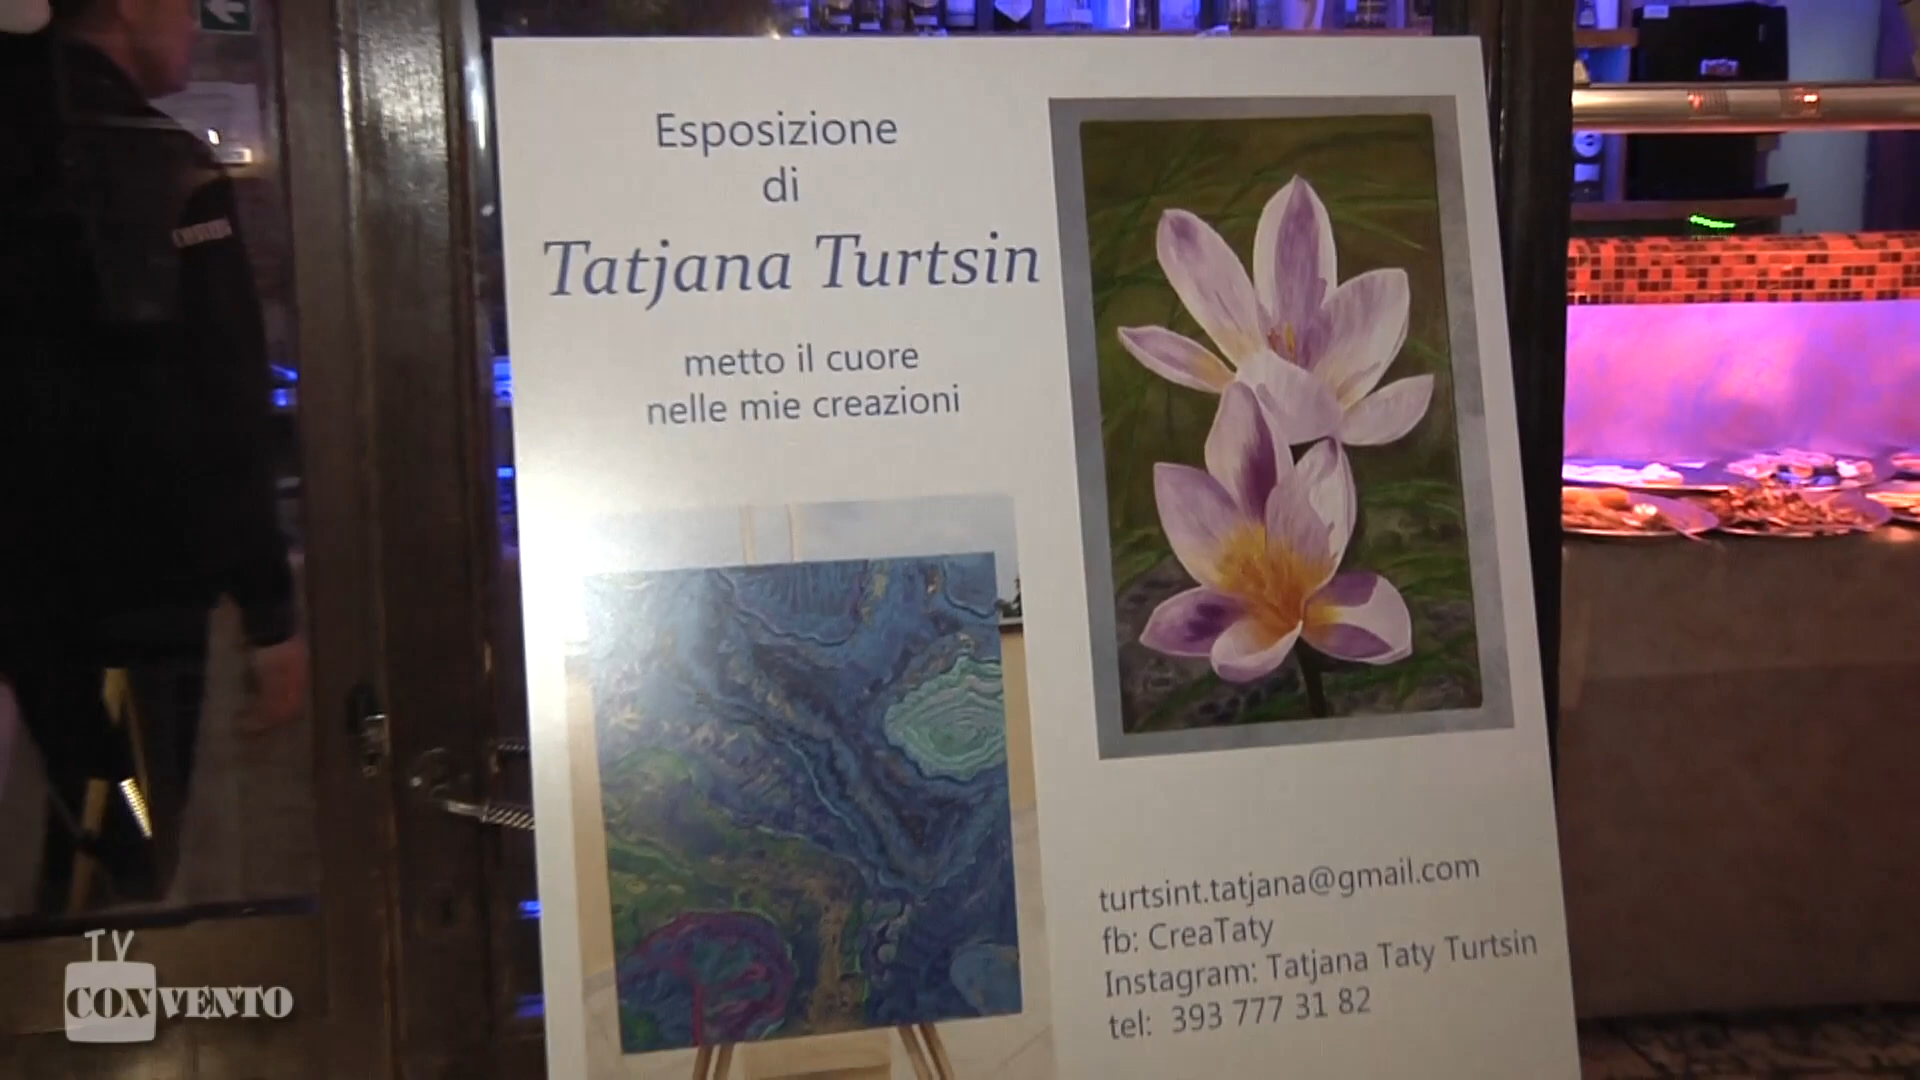 Esposizione
di
Tatjana Turtsin
metto il cuore
nelle mie creazioni
turtsint.tatjana@gmail.com
fb: CreaTaty
Instagram: Tatjana Taty Turtsin
tel: 393 777 31 82
TV
CONVENTO